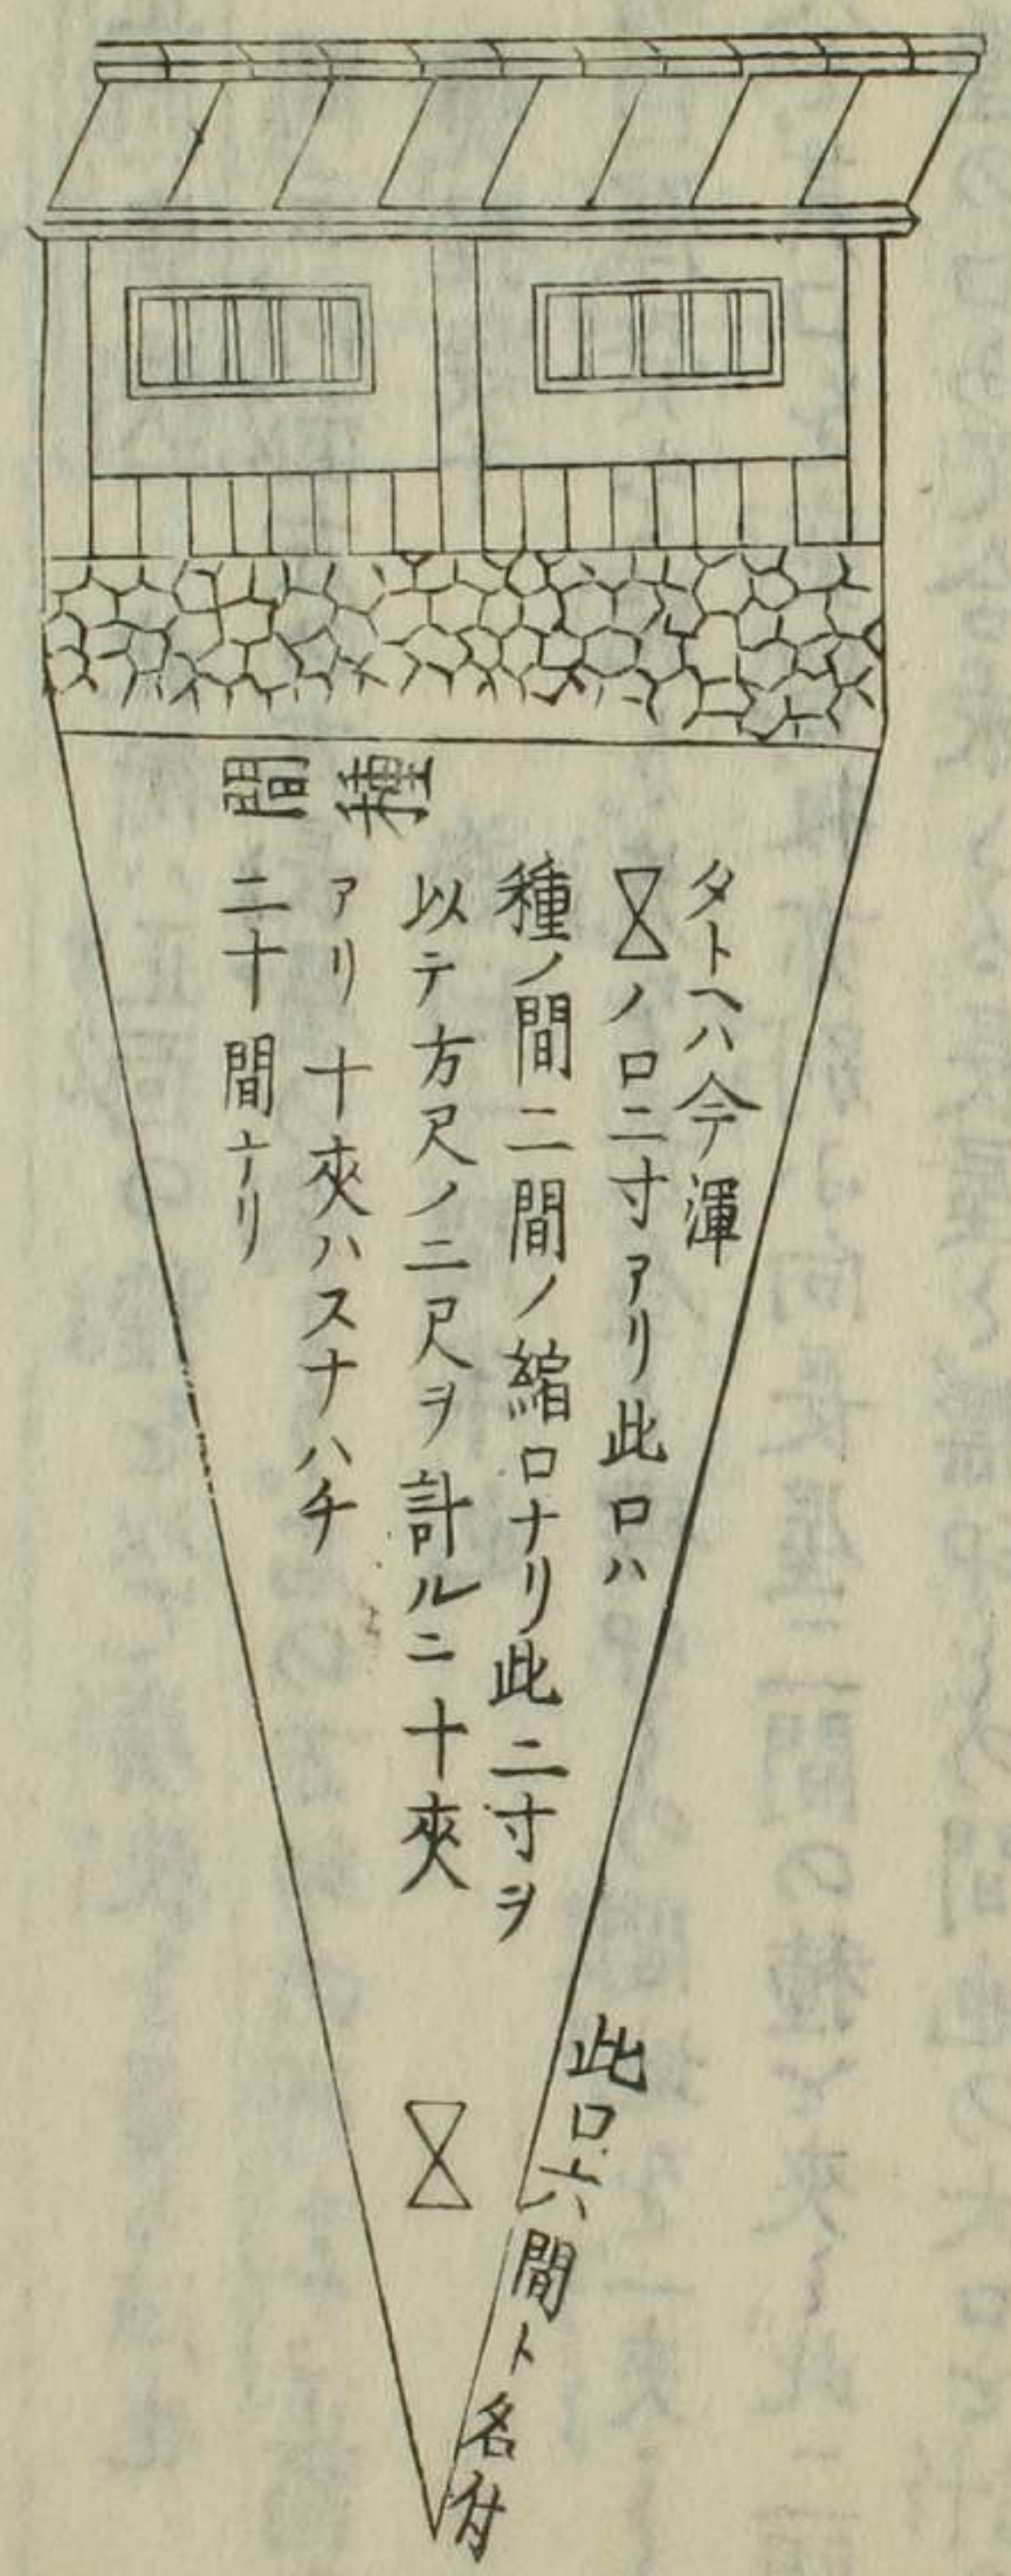 種間
タトヘハ今渾
⧖ノ口二寸アリ此口ハ
種ノ間二間ノ縮口ナリ此二寸ヲ
以テ方尺ノ二尺ヲ計ルニ十夾
アリ十夾ハスナハチ
二十間ナリ
此口六間ト名付
⧖